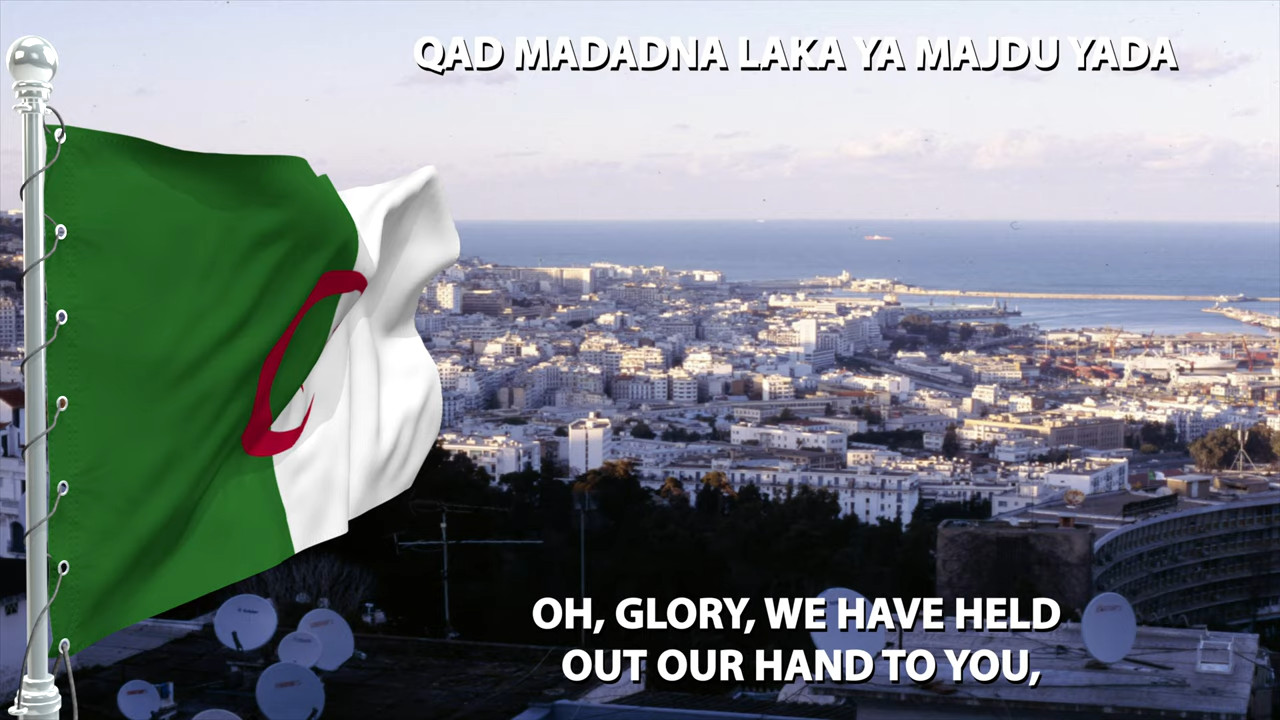 QAD MADADNA LAKA YA MAJDU YADA
OH, GLORY, WE HAVE HELD
OUT OUR HAND TO YOU,